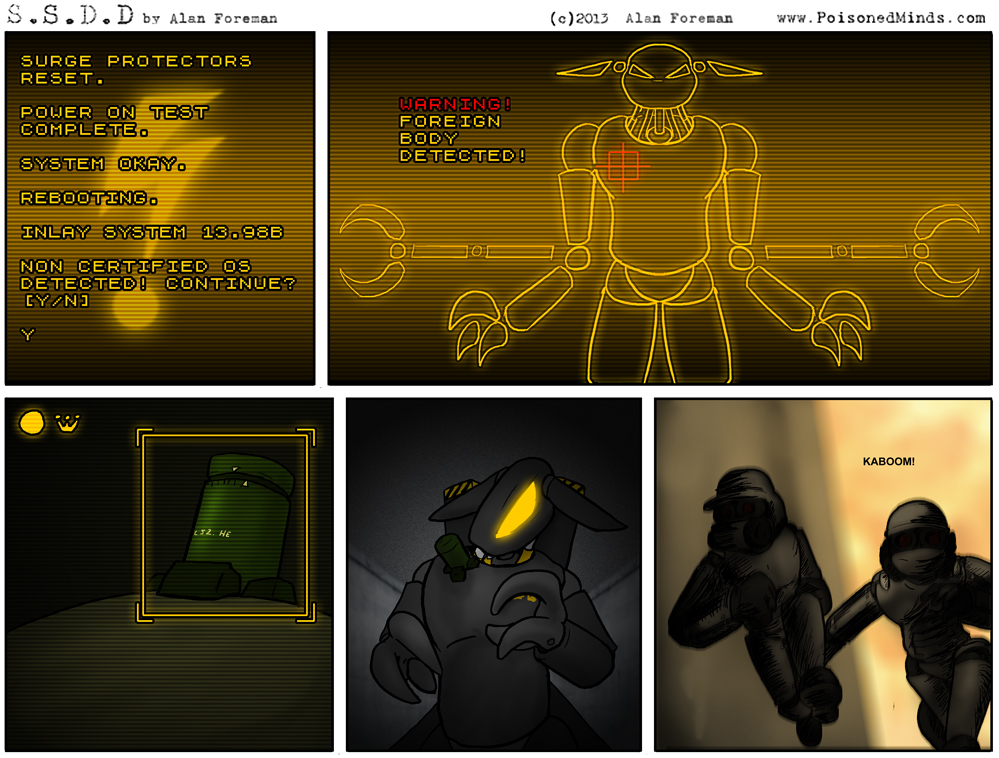 S.S.D.D by Alan Foreman (c)2013 Alan Foreman www.PoisonedMinds.com
SURGE PROTECTORS
RESET.
POWER ON TEST
COMPLETE.
SYSTEM OKAY.
REBOOTING.
INLAY SYSTEM 13.98B
NON CERTIFIED OS
DETECTED! CONTINUE?
[Y/N]
Y
WARNING!
FOREIGN
BODY
DETECTED!
HE
KABOOM!